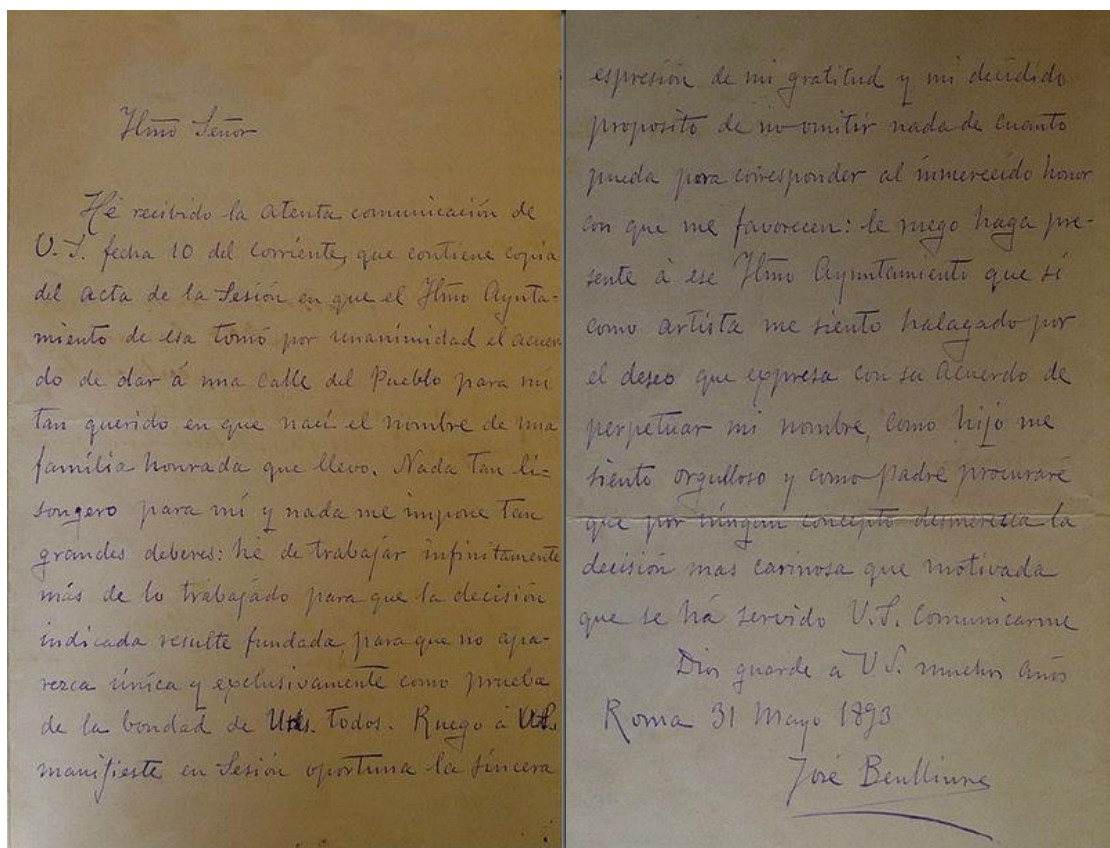 Iltmo Señor
Hé recibido la atenta comunicación de
V. S. fecha 10 del corriente, que contiene copia
del acta de la Sesión en que el Iltmo Ayunta-
miento de esa tomó por unanimidad el acuer
do de dar á una calle del Pueblo para mi
tan querido en que nací el nombre de una
família honrada que llevo. Nada tan li-
songero para mí y nada me impone tan
grandes deberes: hé de trabajar infinitamente
más de lo trabajado para que la decisión
indicada resulte fundada, para que no apa-
rezca única y exclusivamente como prueba
de la bondad de Uds. todos. Ruego á V.S.
manifieste en Sesión oportuna la sincera
espresión de mi gratitud y mi decidido
proposito de no omitir nada de cuanto
pueda para corresponder al inmerecido honor
con que me favorecen: le ruego haga pre-
sente á ese Iltmo Ayuntamiento que si
como artista me siento halagado por
el deseo que expresa con su acuerdo de
perpetuar mi nombre, como hijo me
siento orgulloso y como padre procuraré
que por ningún concepto desmerezca la
decisión mas cariñosa que motivada
que se há servido V.S. comunicarme
Dios guarde a V.S. muchos años
Roma 31 Mayo 1893
José Benlliure